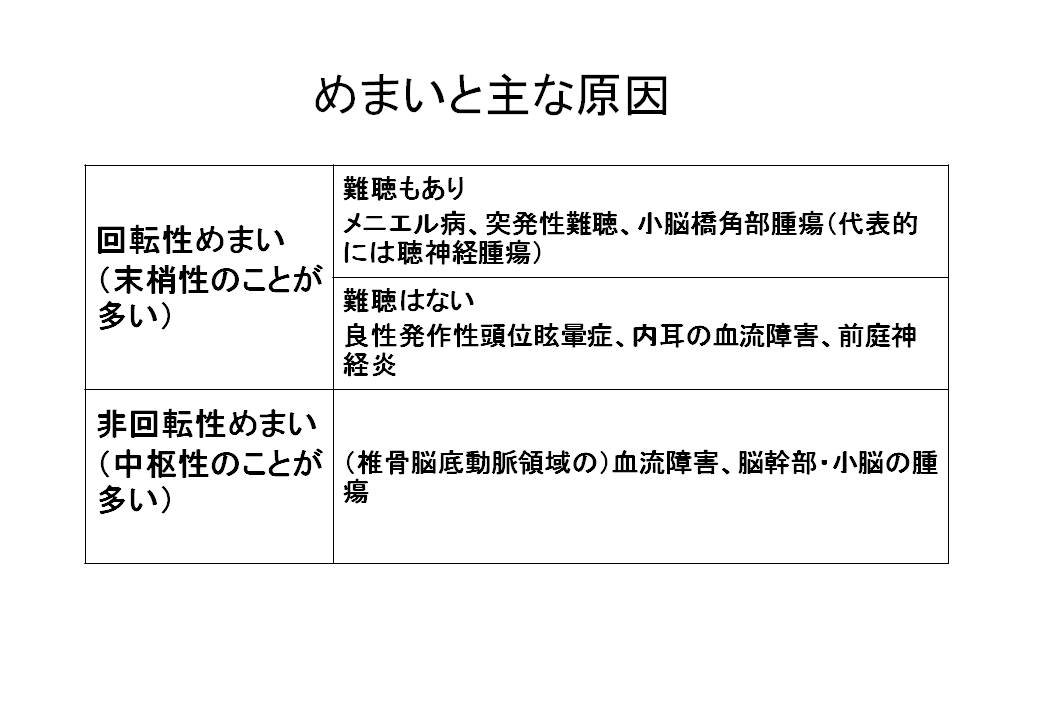 めまいと主な原因
回転性めまい
（末梢性のことが
多い）
難聴もあり
メニエル病、突発性難聴、小脳橋角部腫瘍（代表的
には聴神経腫瘍）
難聴はない
良性発作性頭位眩暈症、内耳の血流障害、前庭神
経炎
非回転性めまい
（中枢性のことが
多い）
（椎骨脳底動脈領域の）血流障害、脳幹部・小脳の腫
瘍